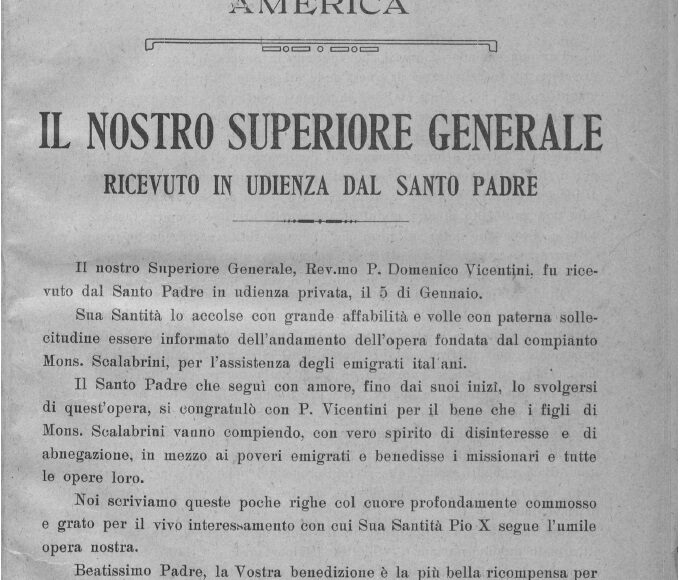 AMERICA
IL NOSTRO SUPERIORE GENERALE
RICEVUTO IN UDIENZA DAL SANTO PADRE
Il nostro Superiore Generale, Rev.mo P. Domenico Vicentini, fu rice-
vuto dal Santo Padre in udienza privata, il 5 di Gennaio.
Sua Santità lo accolse con grande affabilità e volle con paterna solle-
citudine essere informato dell'andamento dell'opera fondata dal compianto
Mons. Scalabrini, per l'assistenza degli emigrati ital ani.
Il Santo Padre che seguì con amore, fino dai suoi inizî, lo svolgersi
di quest'opera, si congratulò con P. Vicentini per il bene che i figli di
Mons. Scalabrini vanno compiendo, con vero spirito di disinteresse e di
abnegazione, in mezzo ai poveri emigrati e benedisse i missionari e tutte
le opere loro.
Noi scriviamo queste poche righe col cuore profondamente commosso
e grato per il vivo interessamento con cui Sua Santità Pio X segue l'umile
opera nostra.
Beatissimo Padre, la Vostra benedizione è la più bella ricompensa per